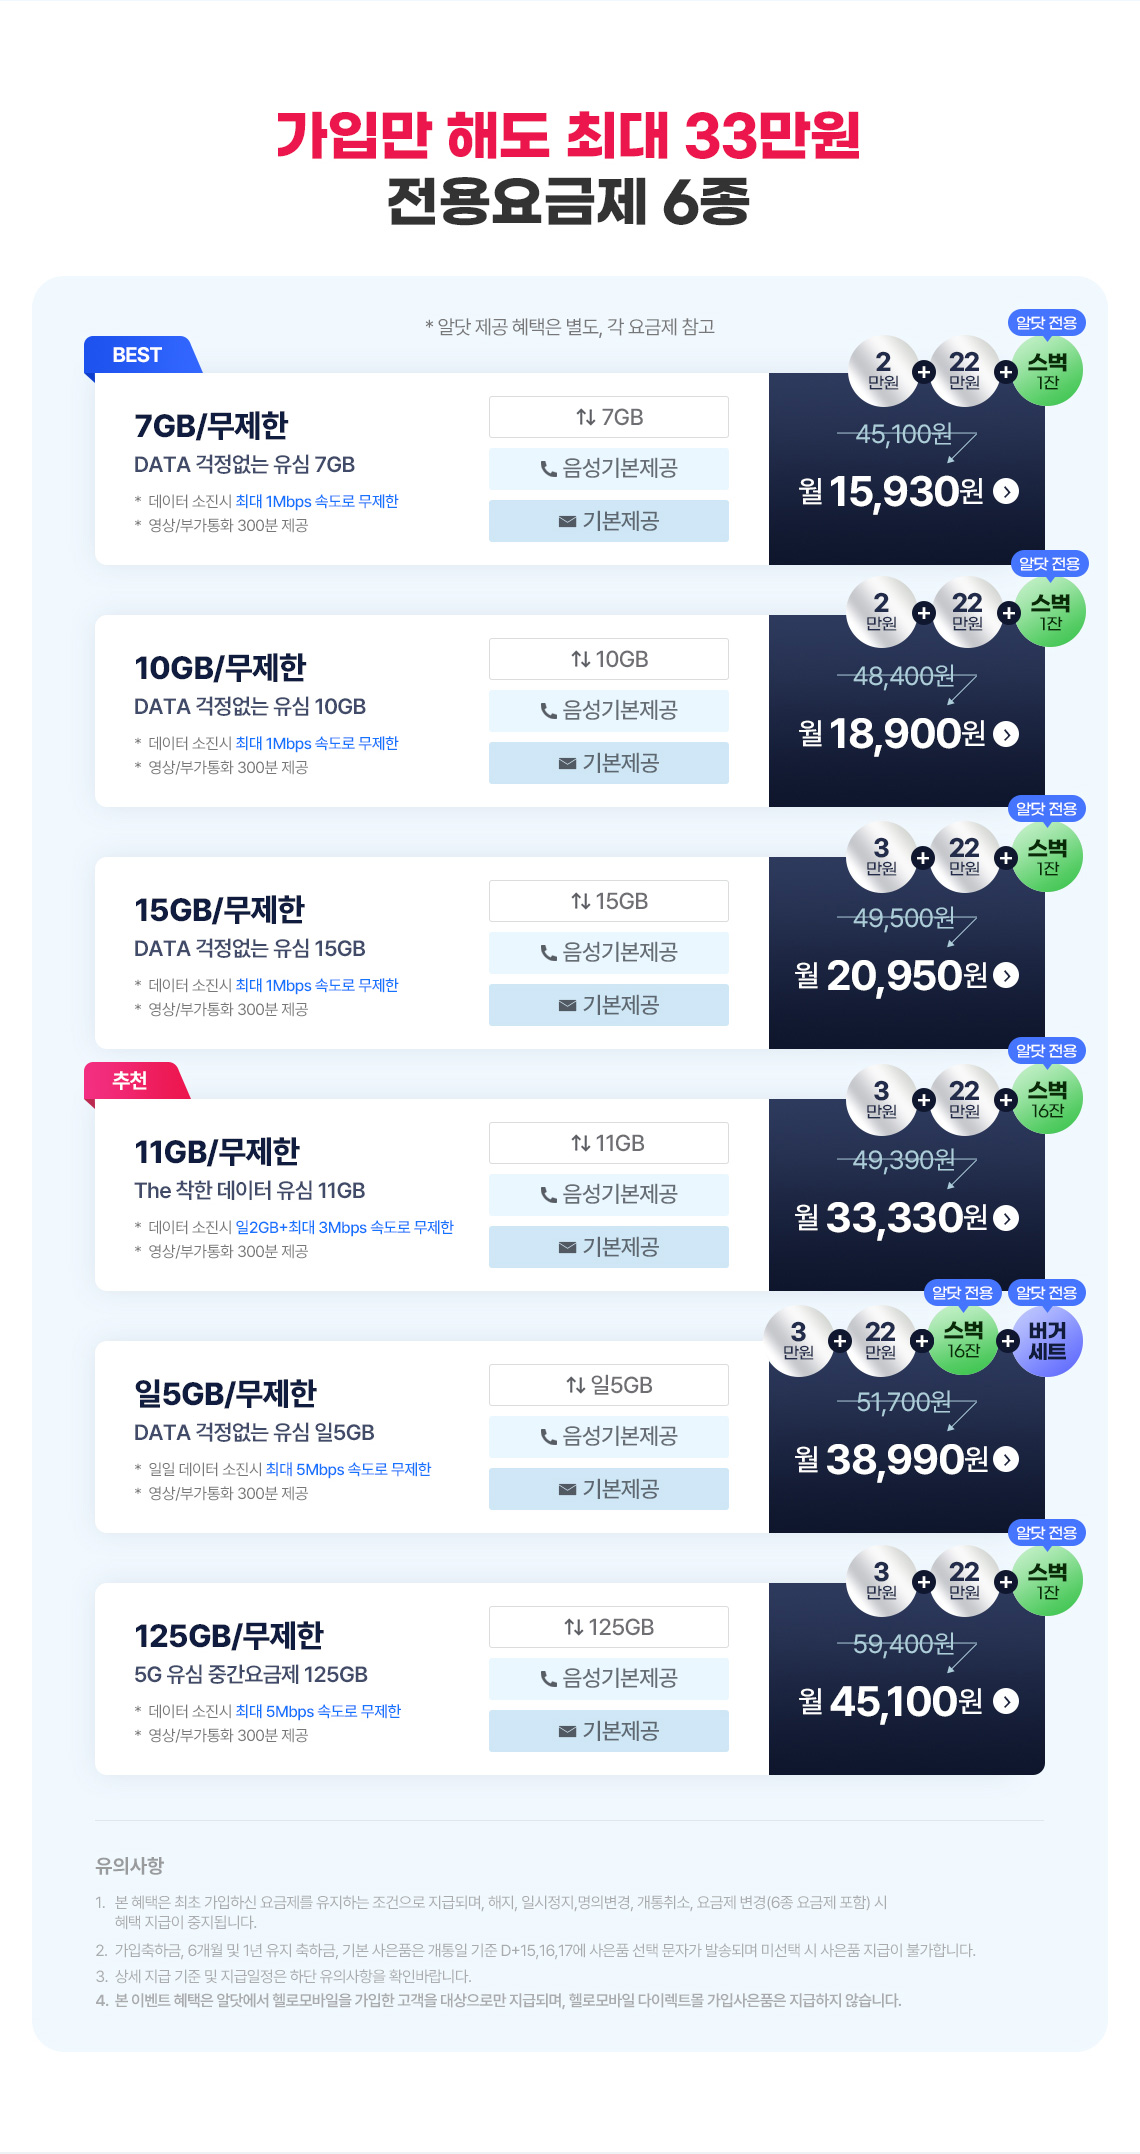 가입만 해도 최대 33만원
전용요금제 6종
* 알닷 제공 혜택은 별도, 각 요금제 참고
BEST
7GB/무제한
DATA 걱정없는 유심 7GB
* 데이터 소진시 최대 1Mbps 속도로 무제한
* 영상/부가통화 300분 제공
7GB
음성기본제공
기본제공
알닷 전용
2만원 + 22만원 + 스벅 1잔
45,100원
월 15,930원
10GB/무제한
DATA 걱정없는 유심 10GB
* 데이터 소진시 최대 1Mbps 속도로 무제한
* 영상/부가통화 300분 제공
10GB
음성기본제공
기본제공
알닷 전용
2만원 + 22만원 + 스벅 1잔
48,400원
월 18,900원
15GB/무제한
DATA 걱정없는 유심 15GB
* 데이터 소진시 최대 1Mbps 속도로 무제한
* 영상/부가통화 300분 제공
15GB
음성기본제공
기본제공
알닷 전용
3만원 + 22만원 + 스벅 1잔
49,500원
월 20,950원
추천
11GB/무제한
The 착한 데이터 유심 11GB
* 데이터 소진시 일2GB+최대 3Mbps 속도로 무제한
* 영상/부가통화 300분 제공
11GB
음성기본제공
기본제공
알닷 전용
3만원 + 22만원 + 스벅 16잔
49,390원
월 33,330원
일5GB/무제한
DATA 걱정없는 유심 일5GB
* 일일 데이터 소진시 최대 5Mbps 속도로 무제한
* 영상/부가통화 300분 제공
일5GB
음성기본제공
기본제공
알닷 전용 알닷 전용
3만원 + 22만원 + 스벅 16잔 + 버거세트
51,700원
월 38,990원
125GB/무제한
5G 유심 중간요금제 125GB
* 데이터 소진시 최대 5Mbps 속도로 무제한
* 영상/부가통화 300분 제공
125GB
음성기본제공
기본제공
알닷 전용
3만원 + 22만원 + 스벅 1잔
59,400원
월 45,100원
유의사항
1. 본 혜택은 최초 가입하신 요금제를 유지하는 조건으로 지급되며, 해지, 일시정지,명의변경, 개통취소, 요금제 변경(6종 요금제 포함) 시
혜택 지급이 중지됩니다.
2. 가입축하금, 6개월 및 1년 유지 축하금, 기본 사은품은 개통일 기준 D+15,16,17에 사은품 선택 문자가 발송되며 미선택 시 사은품 지급이 불가합니다.
3. 상세 지급 기준 및 지급일정은 하단 유의사항을 확인바랍니다.
4. 본 이벤트 혜택은 알닷에서 헬로모바일을 가입한 고객을 대상으로만 지급되며, 헬로모바일 다이렉트몰 가입사은품은 지급하지 않습니다.